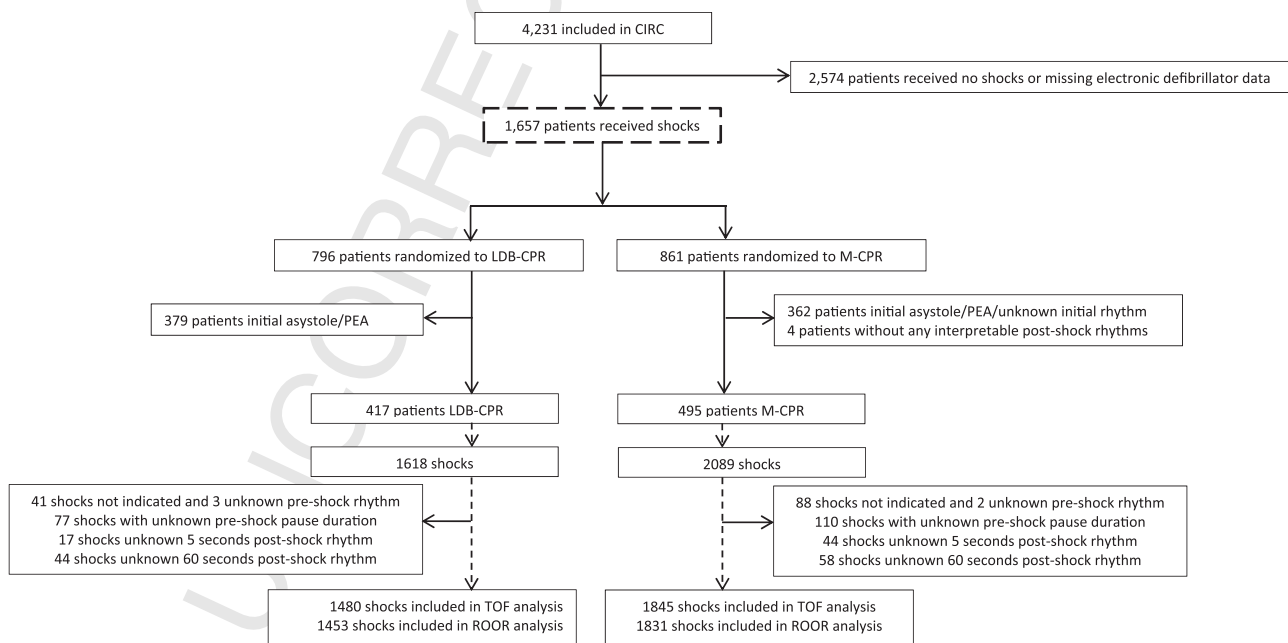 4,231 included in CIRC
2,574 patients received no shocks or missing electronic defibrillator data
1,657 patients received shocks
796 patients randomized to LDB-CPR
861 patients randomized to M-CPR
379 patients initial asystole/PEA
362 patients initial asystole/PEA/unknown initial rhythm
4 patients without any interpretable post-shock rhythms
417 patients LDB-CPR
495 patients M-CPR
1618 shocks
2089 shocks
41 shocks not indicated and 3 unknown pre-shock rhythm
77 shocks with unknown pre-shock pause duration
17 shocks unknown 5 seconds post-shock rhythm
44 shocks unknown 60 seconds post-shock rhythm
88 shocks not indicated and 2 unknown pre-shock rhythm
110 shocks with unknown pre-shock pause duration
44 shocks unknown 5 seconds post-shock rhythm
58 shocks unknown 60 seconds post-shock rhythm
1480 shocks included in TOF analysis
1453 shocks included in ROOR analysis
1845 shocks included in TOF analysis
1831 shocks included in ROOR analysis